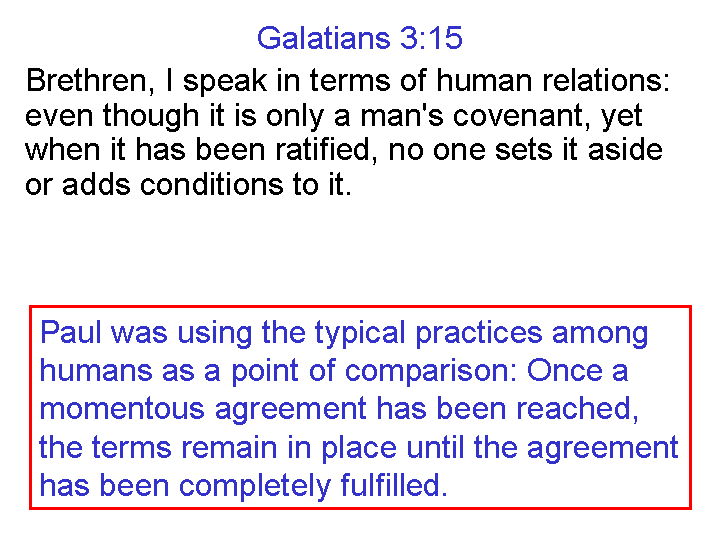 Galatians 3:15
Brethren, I speak in terms of human relations:
even though it is only a man's covenant, yet
when it has been ratified, no one sets it aside
or adds conditions to it.
Paul was using the typical practices among
humans as a point of comparison: Once a
momentous agreement has been reached,
the terms remain in place until the agreement
has been completely fulfilled.